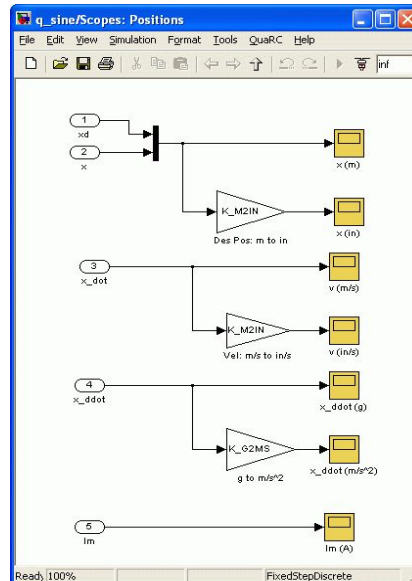 q_sine/Scopes: Positions
File Edit View Simulation Format Tools QuaRC Help
inf
1
xd
2
x
x (m)
K_M2IN
Des Pos: m to in
x (in)
3
x_dot
v (m/s)
K_M2IN
Vel: m/s to in/s
v (in/s)
4
x_ddot
x_ddot (g)
K_G2MS
g to m/s^2
x_ddot (m/s^2)
5
Im
Im (A)
Ready 100% FixedStepDiscrete